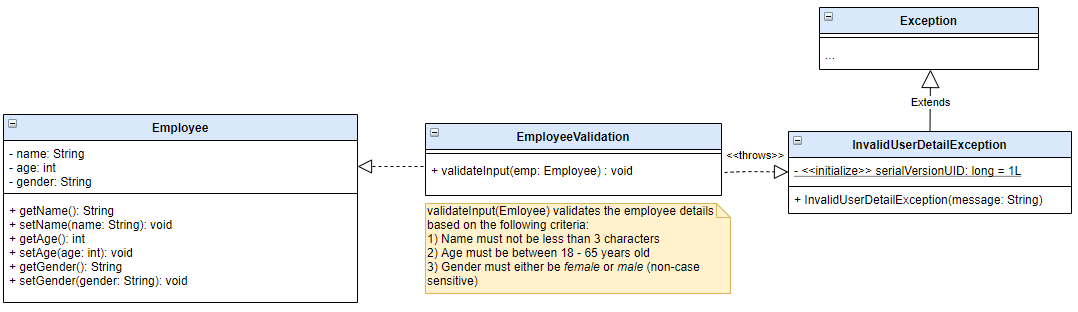 Exception
...
Extends
Employee
- name: String
- age: int
- gender: String
+ getName(): String
+ setName(name: String): void
+ getAge(): int
+ setAge(age: int): void
+ getGender(): String
+ setGender(gender: String): void
EmployeeValidation
+ validateInput(emp: Employee) : void
validateInput(Emloyee) validates the employee details
based on the following criteria:
1) Name must not be less than 3 characters
2) Age must be between 18 - 65 years old
3) Gender must either be female or male (non-case
sensitive)
<<throws>>
InvalidUserDetailException
- <<initialize>> serialVersionUID: long = 1L
+ InvalidUserDetailException(message: String)